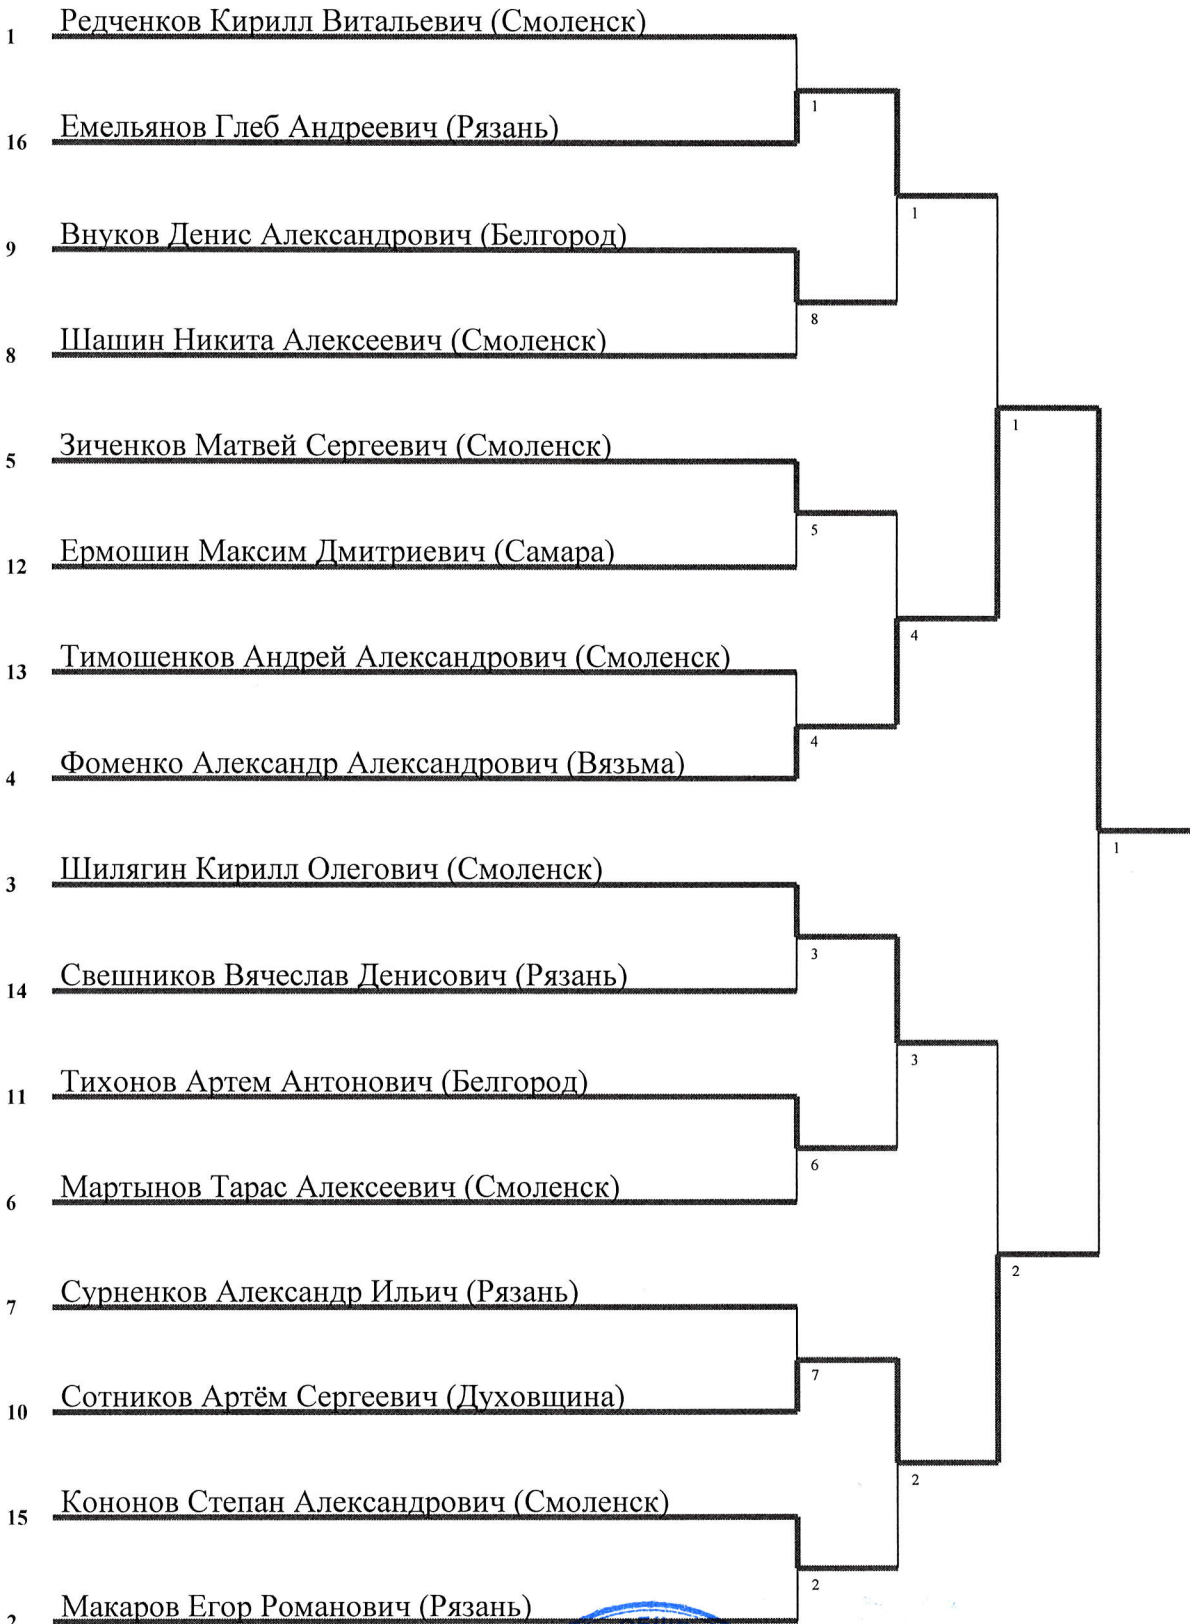 1 Редченков Кирилл Витальевич (Смоленск)
1
16 Емельянов Глеб Андреевич (Рязань)
1
9 Внуков Денис Александрович (Белгород)
8
8 Шашин Никита Алексеевич (Смоленск)
1
5 Зиченков Матвей Сергеевич (Смоленск)
5
12 Ермошин Максим Дмитриевич (Самара)
4
13 Тимошенков Андрей Александрович (Смоленск)
4
4 Фоменко Александр Александрович (Вязьма)
1
3 Шилягин Кирилл Олегович (Смоленск)
3
14 Свешников Вячеслав Денисович (Рязань)
3
11 Тихонов Артем Антонович (Белгород)
6
6 Мартынов Тарас Алексеевич (Смоленск)
2
7 Сурненков Александр Ильич (Рязань)
7
10 Сотников Артём Сергеевич (Духовщина)
2
15 Кононов Степан Александрович (Смоленск)
2
2 Макаров Егор Романович (Рязань)